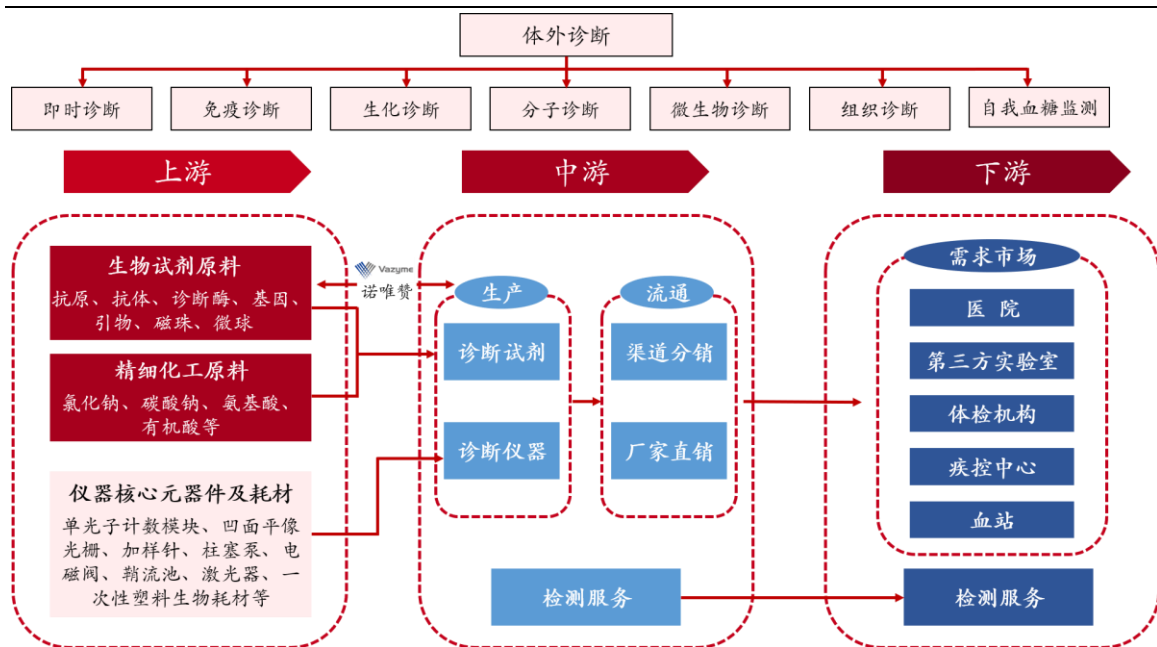 体外诊断
即时诊断
免疫诊断
生化诊断
分子诊断
微生物诊断
组织诊断
自我血糖监测
上游
中游
下游
生物试剂原料
抗原、抗体、诊断酶、基因、
引物、磁珠、微球
精细化工原料
氯化钠、碳酸钠、氨基酸、
有机酸等
仪器核心元器件及耗材
单光子计数模块、凹面平像
光栅、加样针、柱塞泵、电
磁阀、鞘流池、激光器、一
次性塑料生物耗材等
Vazyme
诺唯赞
生产
诊断试剂
诊断仪器
流通
渠道分销
厂家直销
检测服务
需求市场
医 院
第三方实验室
体检机构
疾控中心
血站
检测服务